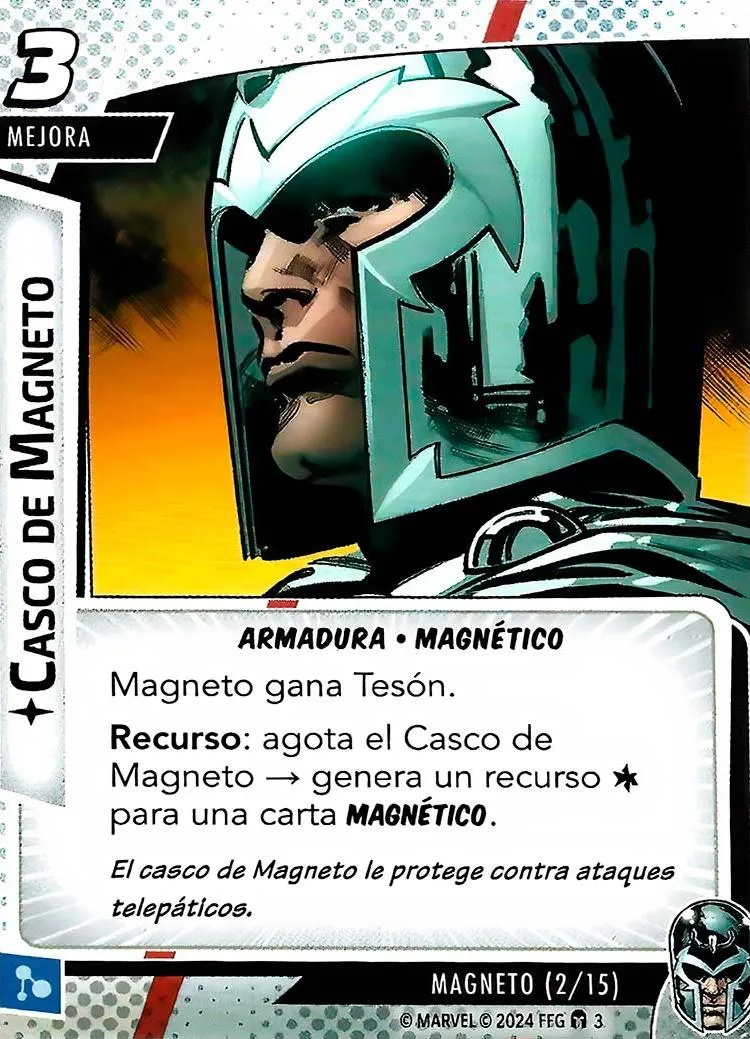 3
MEJORA
CASCO DE MAGNETO
ARMADURA • MAGNÉTICO
Magneto gana Tesón.
Recurso: agota el Casco de
Magneto → genera un recurso
para una carta MAGNÉTICO.
El casco de Magneto le protege contra ataques
telepáticos.
MAGNETO (2/15)
© MARVEL © 2024 FFG 3